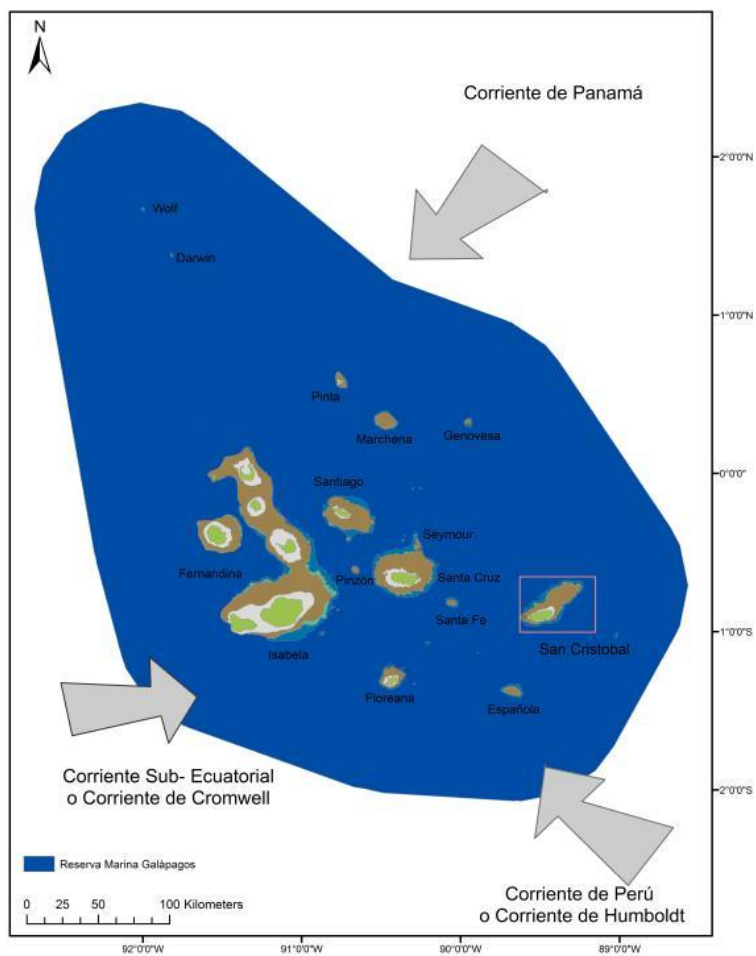 N
Corriente de Panamá
2°0'0"N
Wolf
Darwin
1°0'0"N
Pinta
Marchena
Genovesa
0°0'0"
Santiago
Seymour
Fernandina
Pinzón
Santa Cruz
Santa Fe
1°0'0"S
Isabela
San Cristobal
Floreana
Española
Corriente Sub- Ecuatorial
o Corriente de Cromwell
2°0'0"S
Reserva Marina Galápagos
0 25 50 100 Kilometers
Corriente de Perú
o Corriente de Humboldt
92°0'0"W 91°0'0"W 90°0'0"W 89°0'0"W